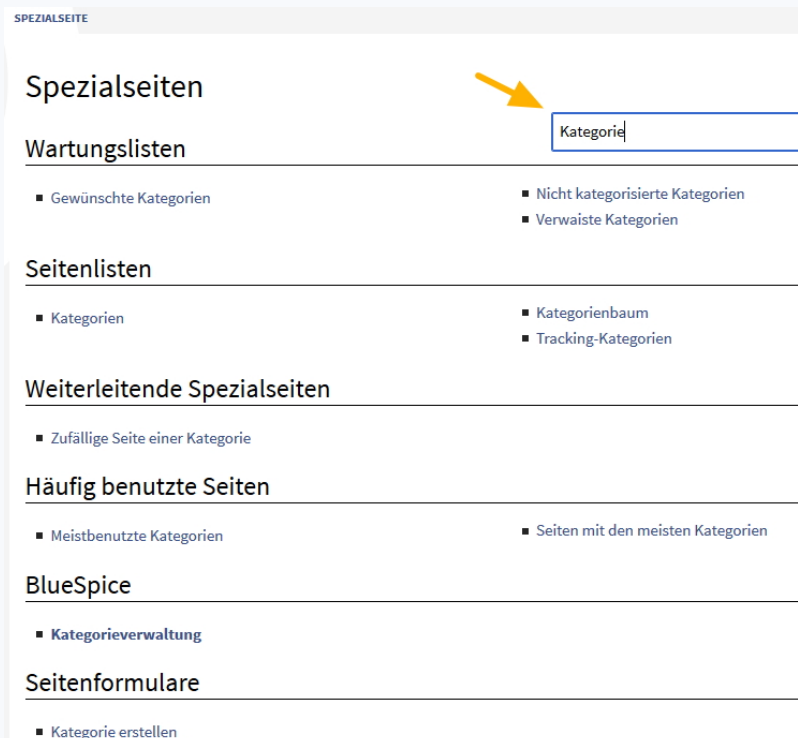 SPEZIALSEITE
Spezialseiten
Kategorie
Wartungslisten
Gewünschte Kategorien
Nicht kategorisierte Kategorien
Verwaiste Kategorien
Seitenlisten
Kategorien
Kategorienbaum
Tracking-Kategorien
Weiterleitende Spezialseiten
Zufällige Seite einer Kategorie
Häufig benutzte Seiten
Meistbenutzte Kategorien
Seiten mit den meisten Kategorien
BlueSpice
Kategorieverwaltung
Seitenformulare
Kategorie erstellen